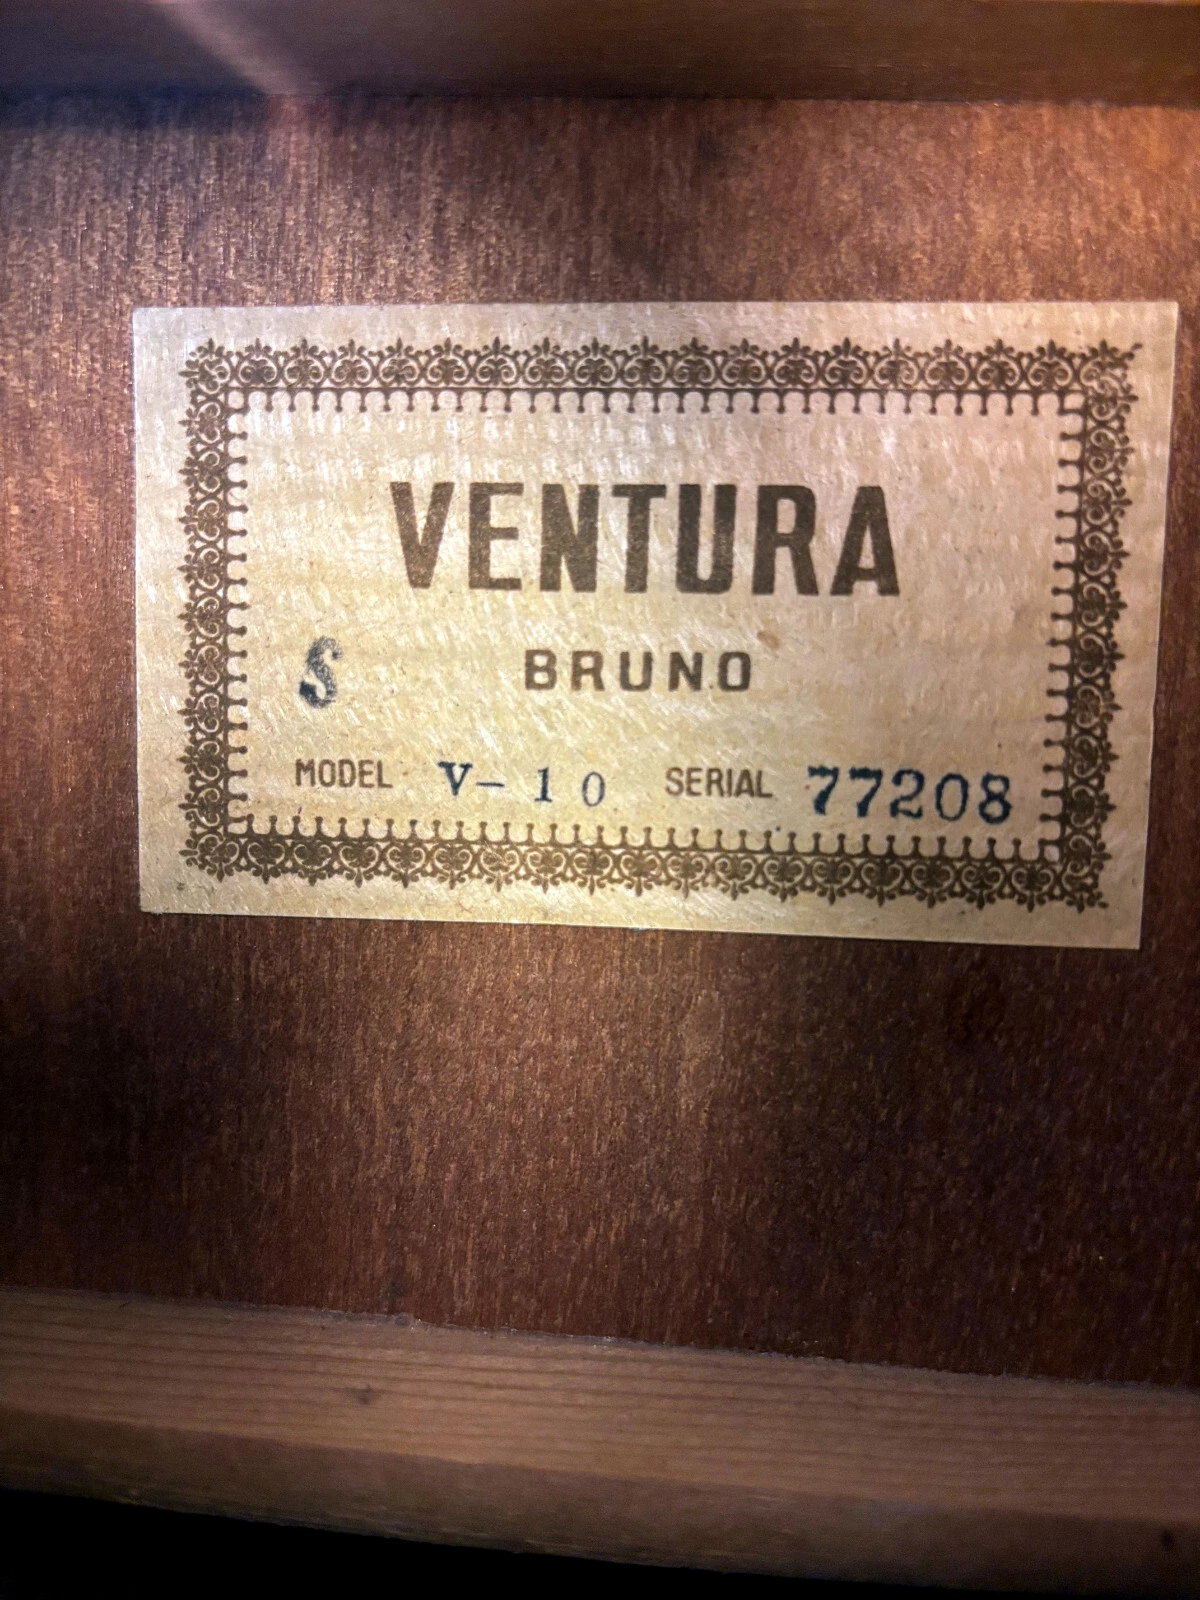 VENTURA
BRUNO
S
MODEL V-10 SERIAL 77208